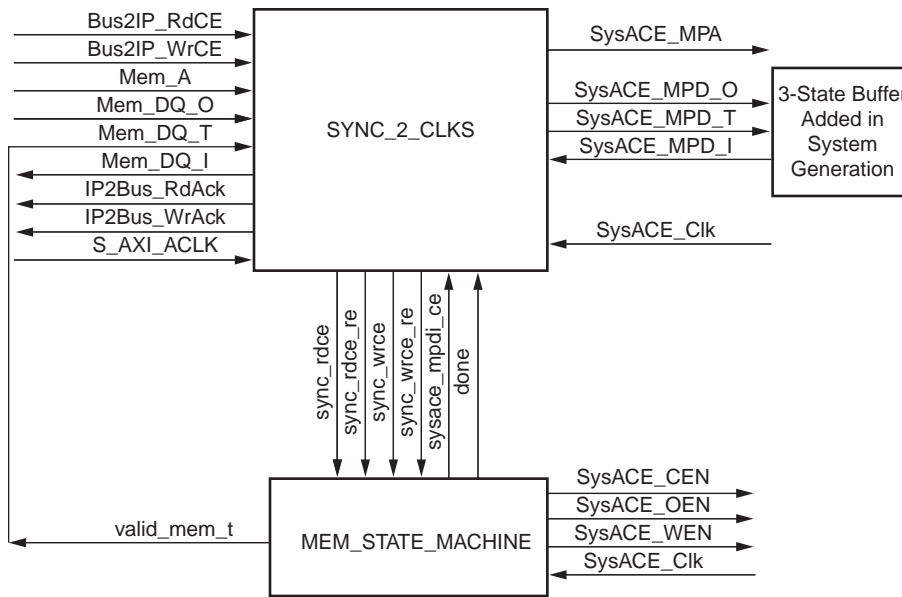 Bus2IP_RdCE
Bus2IP_WrCE
Mem_A
Mem_DQ_O
Mem_DQ_T
Mem_DQ_I
IP2Bus_RdAck
IP2Bus_WrAck
S_AXI_ACLK
SYNC_2_CLKS
SysACE_MPA
SysACE_MPD_O
SysACE_MPD_T
SysACE_MPD_I
SysACE_Clk
3-State Buffer
Added in
System
Generation
sync_rdce
sync_rdce_re
sync_wrce
sync_wrce_re
sysace_mpdi_ce
done
valid_mem_t
MEM_STATE_MACHINE
SysACE_CEN
SysACE_OEN
SysACE_WEN
SysACE_Clk